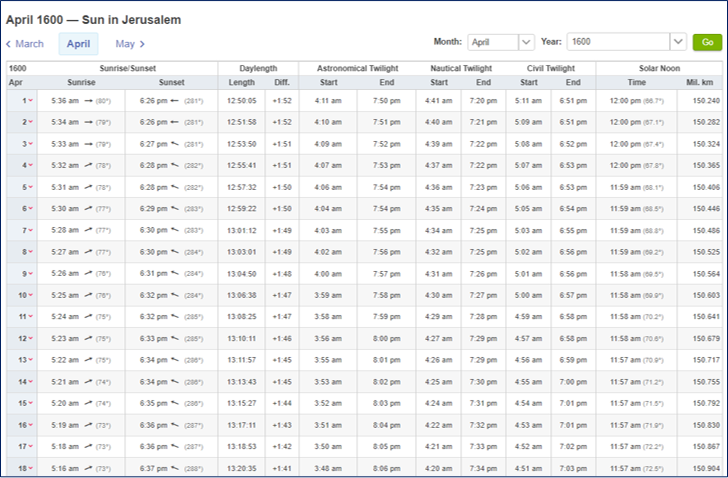 April 1600 — Sun in Jerusalem
March April May Month: April Year: 1600 Go
1600 Sunrise/Sunset Daylength Astronomical Twilight Nautical Twilight Civil Twilight Solar Noon
Apr Sunrise Sunset Length Diff. Start End Start End Start End Time Mil. km
1 5:36 am (80°) 6:26 pm (281°) 12:50:05 +1:52 4:11 am 7:50 pm 4:41 am 7:20 pm 5:11 am 6:51 pm 12:00 pm (66.7°) 150.240
2 5:34 am (79°) 6:26 pm (281°) 12:51:58 +1:52 4:10 am 7:51 pm 4:40 am 7:21 pm 5:09 am 6:51 pm 12:00 pm (67.1°) 150.282
3 5:33 am (79°) 6:27 pm (281°) 12:53:50 +1:51 4:09 am 7:52 pm 4:39 am 7:22 pm 5:08 am 6:52 pm 12:00 pm (67.4°) 150.324
4 5:32 am (78°) 6:28 pm (282°) 12:55:41 +1:51 4:07 am 7:53 pm 4:37 am 7:22 pm 5:07 am 6:53 pm 12:00 pm (67.8°) 150.365
5 5:31 am (78°) 6:28 pm (282°) 12:57:32 +1:50 4:06 am 7:54 pm 4:36 am 7:23 pm 5:06 am 6:53 pm 11:59 am (68.1°) 150.406
6 5:30 am (77°) 6:29 pm (283°) 12:59:22 +1:50 4:04 am 7:54 pm 4:35 am 7:24 pm 5:05 am 6:54 pm 11:59 am (68.5°) 150.446
7 5:28 am (77°) 6:30 pm (283°) 13:01:12 +1:49 4:03 am 7:55 pm 4:34 am 7:25 pm 5:03 am 6:55 pm 11:59 am (68.8°) 150.486
8 5:27 am (77°) 6:30 pm (284°) 13:03:01 +1:49 4:02 am 7:56 pm 4:32 am 7:25 pm 5:02 am 6:56 pm 11:59 am (69.2°) 150.525
9 5:26 am (76°) 6:31 pm (284°) 13:04:50 +1:48 4:00 am 7:57 pm 4:31 am 7:26 pm 5:01 am 6:56 pm 11:58 am (69.5°) 150.564
10 5:25 am (76°) 6:32 pm (284°) 13:06:38 +1:47 3:59 am 7:58 pm 4:30 am 7:27 pm 5:00 am 6:57 pm 11:58 am (69.9°) 150.603
11 5:24 am (75°) 6:32 pm (285°) 13:08:25 +1:47 3:58 am 7:59 pm 4:29 am 7:28 pm 4:59 am 6:58 pm 11:58 am (70.2°) 150.641
12 5:23 am (75°) 6:33 pm (285°) 13:10:11 +1:46 3:56 am 8:00 pm 4:27 am 7:29 pm 4:57 am 6:58 pm 11:58 am (70.6°) 150.679
13 5:22 am (75°) 6:34 pm (286°) 13:11:57 +1:45 3:55 am 8:01 pm 4:26 am 7:29 pm 4:56 am 6:59 pm 11:57 am (70.9°) 150.717
14 5:21 am (74°) 6:34 pm (286°) 13:13:43 +1:45 3:53 am 8:02 pm 4:25 am 7:30 pm 4:55 am 7:00 pm 11:57 am (71.2°) 150.755
15 5:20 am (74°) 6:35 pm (286°) 13:15:27 +1:44 3:52 am 8:03 pm 4:24 am 7:31 pm 4:54 am 7:01 pm 11:57 am (71.5°) 150.792
16 5:19 am (73°) 6:36 pm (287°) 13:17:11 +1:43 3:51 am 8:04 pm 4:22 am 7:32 pm 4:53 am 7:01 pm 11:57 am (71.9°) 150.830
17 5:18 am (73°) 6:36 pm (287°) 13:18:53 +1:42 3:50 am 8:05 pm 4:21 am 7:33 pm 4:52 am 7:02 pm 11:57 am (72.2°) 150.867
18 5:16 am (73°) 6:37 pm (288°) 13:20:35 +1:41 3:48 am 8:06 pm 4:20 am 7:34 pm 4:51 am 7:03 pm 11:57 am (72.5°) 150.904